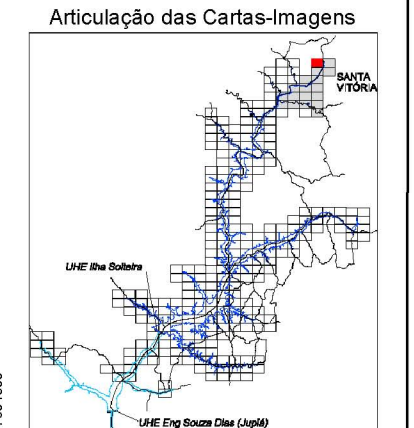 Articulação das Cartas-Imagens
SANTA
VITÓRIA
UHE Ilha Solteira
UHE Eng Souza Dias (Jupiá)